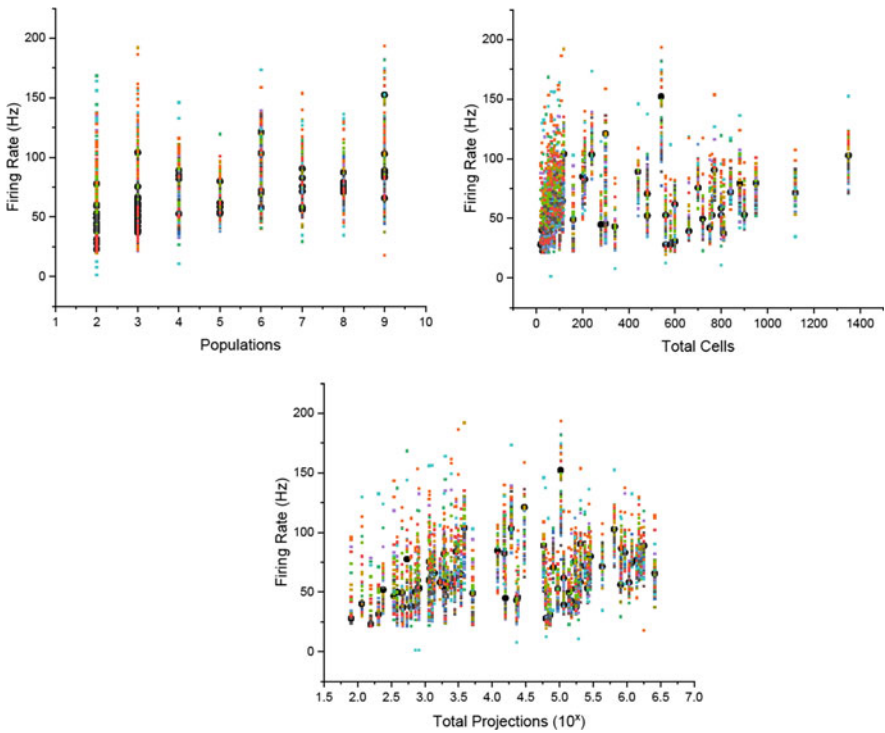 200
150
100
50
0
Firing Rate (Hz)
1 2 3 4 5 6 7 8 9 10
Populations
200
150
100
50
0
Firing Rate (Hz)
0 200 400 600 800 1000 1200 1400
Total Cells
200
150
100
50
0
Firing Rate (Hz)
1.5 2.0 2.5 3.0 3.5 4.0 4.5 5.0 5.5 6.0 6.5 7.0
Total Projections (10ˣ)